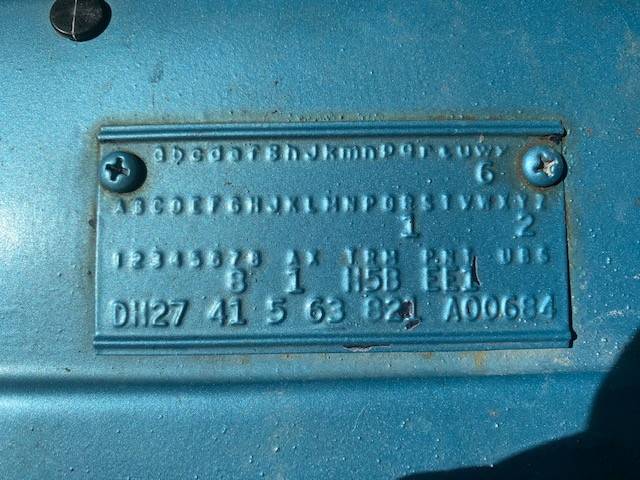 abcdefghJkmnpqrtuwy
6
ABCDEFGHJKLMNPQRSTVWXYZ
1 2
12345678 AX TRM PNT UBS
8 1 H5B EE1
DH27 41 5 63 821 A00684